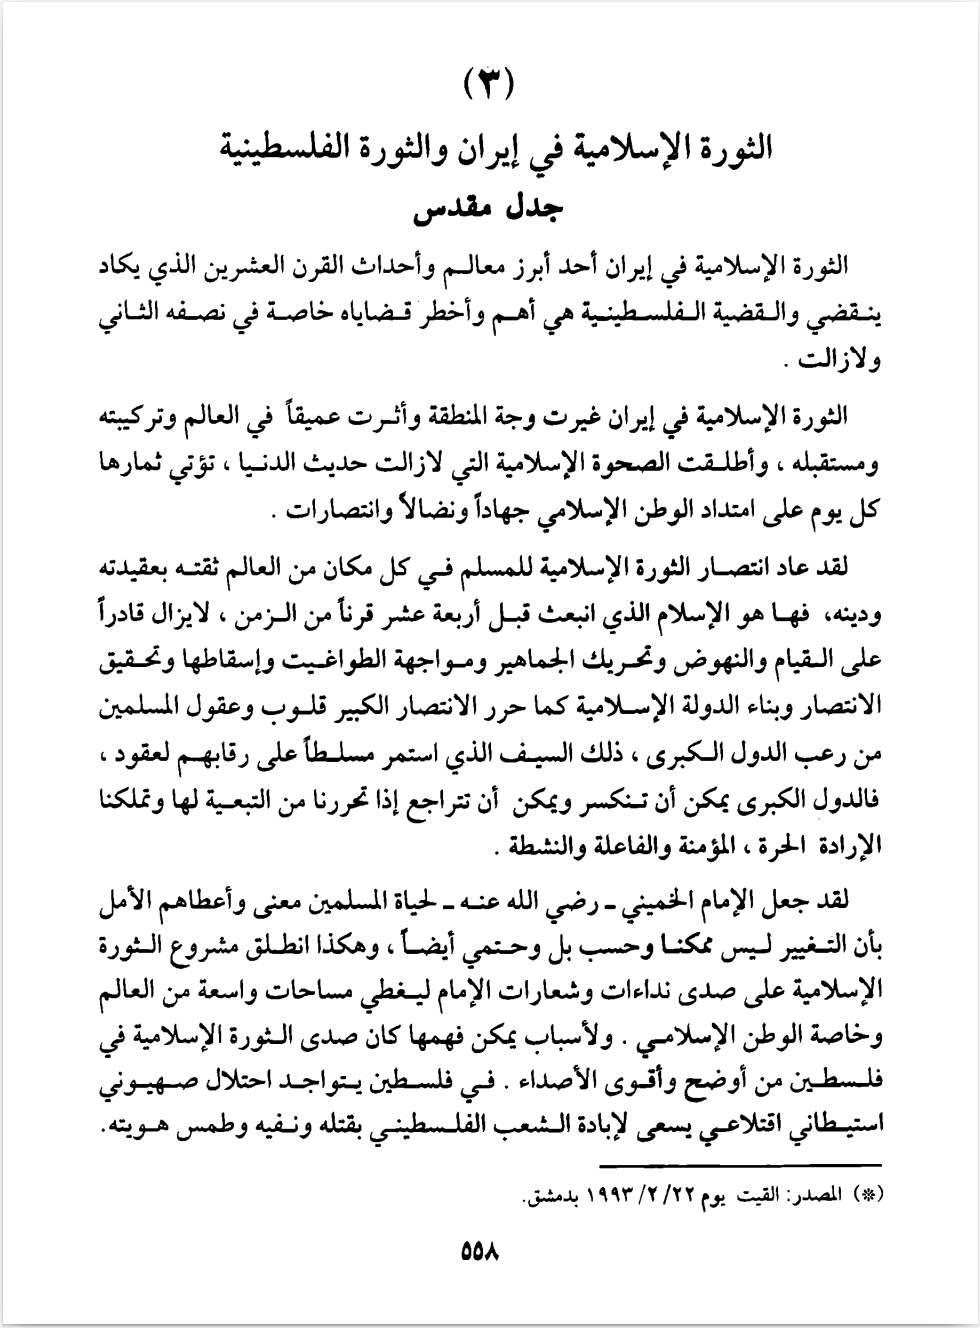 (٣)
الثورة الإسلامية في إيران والثورة الفلسطينية
جدل مقدس
الثورة الإسلامية في إيران أحد أبرز معالم وأحداث القرن العشرين الذي يكاد
ينقضي والقضية الفلسطينية هي أهم وأخطر قضاياه خاصة في نصفه الثاني
ولازالت .
الثورة الإسلامية في إيران غيرت وجة المنطقة وأثرت عميقاً في العالم وتركيبته
ومستقبله ، وأطلقت الصحوة الإسلامية التي لازالت حديث الدنيا ، تؤتي ثمارها
كل يوم على امتداد الوطن الإسلامي جهاداً ونضالاً وانتصارات .
لقد عاد انتصار الثورة الإسلامية للمسلم في كل مكان من العالم ثقته بعقيدته
ودينه، فها هو الإسلام الذي انبعث قبل أربعة عشر قرناً من الزمن ، لايزال قادراً
على القيام والنهوض وتحريك الجماهير ومواجهة الطواغيت وإسقاطها وتحقيق
الانتصار وبناء الدولة الإسلامية كما حرر الانتصار الكبير قلوب وعقول المسلمين
من رعب الدول الكبرى ، ذلك السيف الذي استمر مسلطاً على رقابهم لعقود ،
فالدول الكبرى يمكن أن تنكسر ويمكن أن تتراجع إذا تحررنا من التبعية لها وتملكنا
الإرادة الحرة ، المؤمنة والفاعلة والنشطة .
لقد جعل الإمام الخميني ـ رضي الله عنه ـ لحياة المسلمين معنى وأعطاهم الأمل
بأن التغيير ليس ممكنا وحسب بل وحتمي أيضاً ، وهكذا انطلق مشروع الثورة
الإسلامية على صدى نداءات وشعارات الإمام ليغطي مساحات واسعة من العالم
وخاصة الوطن الإسلامي . ولأسباب يمكن فهمها كان صدى الثورة الإسلامية في
فلسطين من أوضح وأقوى الأصداء . في فلسطين يتواجد احتلال صهيوني
استيطاني اقتلاعي يسعى لإبادة الشعب الفلسطيني بقتله ونفيه وطمس هويته.
(※) المصدر: القيت يوم ٢٢/ ٢/ ١٩٩٣ بدمشق.
٥٥٨